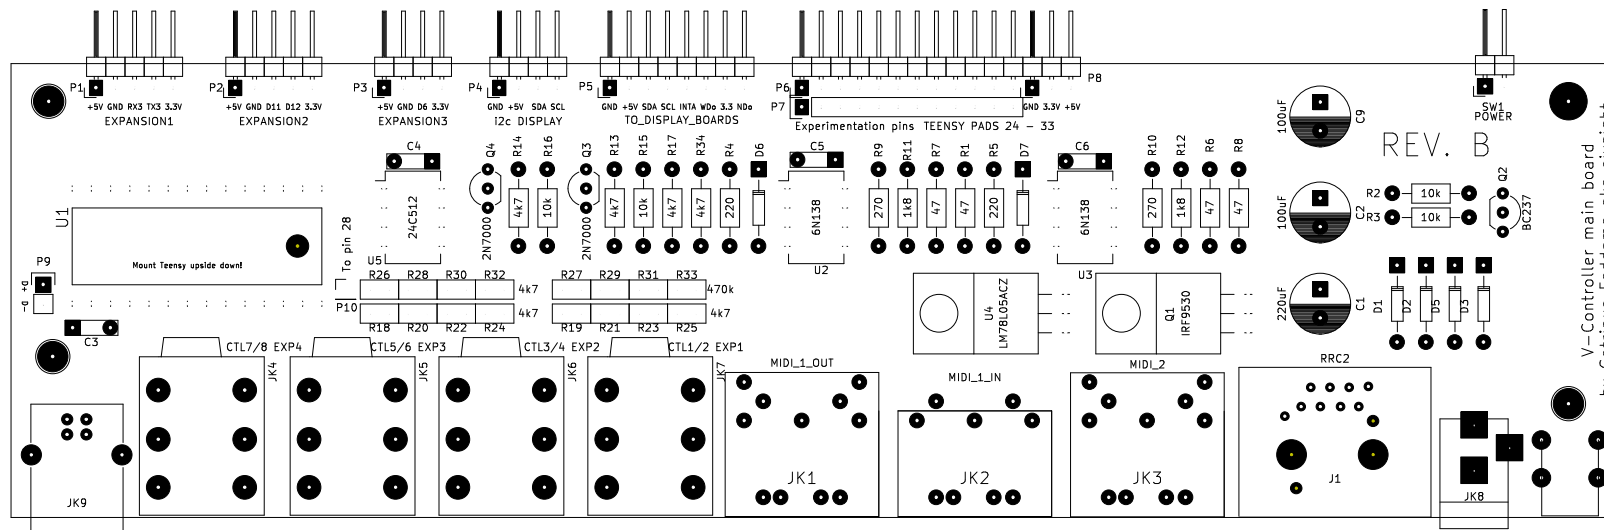 P1
+5V GND RX3 TX3 3.3V
EXPANSION1
P2
+5V GND D11 D12 3.3V
EXPANSION2
P3
+5V GND D6 3.3V
EXPANSION3
P4
GND +5V SDA SCL
I2c DISPLAY
P5
GND +5V SDA SCL INTA WDo 3.3 NDo
TO_DISPLAY_BOARDS
P6
P7
P8
GND 3.3V +5V
Experimentation pins TEENSY PADS 24 - 33
SW1
POWER
100uF
C9
REV. B
V-Controller main board
C4
24C512
U5
Q4
2N7000
R14
4k7
R16
10k
Q3
2N7000
R13
4k7
R15
10k
R17
4k7
R34
4k7
R4
220
D6
C5
6N138
U2
R9
270
R11
1k8
R7
47
R1
47
R5
220
D7
C6
6N138
U3
R10
270
R12
1k8
R6
47
R8
47
100uF
C2
R2
10k
R3
10k
Q2
BC237
U1
Mount Teensy upside down!
To pin 28
P10
P9
D+
D-
C3
R26 R28 R30 R32
4k7
R18 R20 R22 R24
4k7
R27 R29 R31 R33
470k
R19 R21 R23 R25
4k7
U4
LM78L05ACZ
Q1
IRF9530
220uF
C1
D1
D2
D5
D3
CTL7/8 EXP4
JK4
CTL5/6 EXP3
JK5
CTL3/4 EXP2
JK6
CTL1/2 EXP1
JK7
MIDI_1_OUT
JK1
MIDI_1_IN
JK2
MIDI_2
JK3
RRC2
J1
JK8
JK9